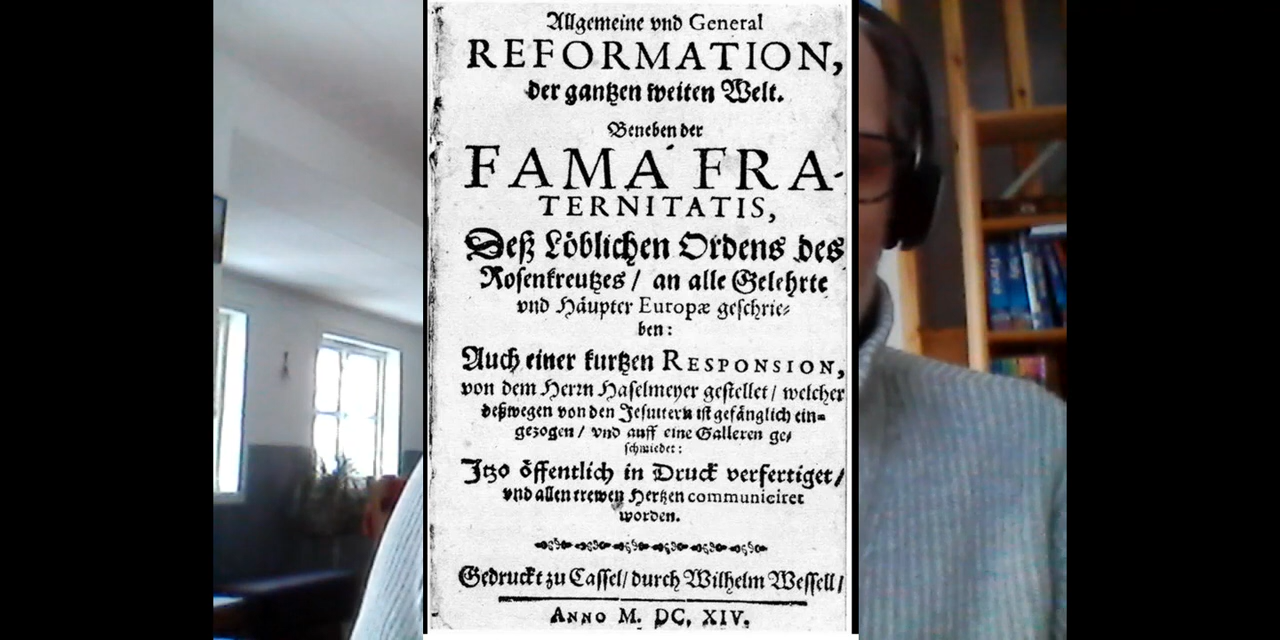 Allgemeine vnd General
REFORMATION,
der gantzen weiten Welt.
Beneben der
FAMA FRA-
TERNITATIS,
Deß Löblichen Ordens des
Rosenkreutzes / an alle Gelehrte
vnd Häupter Europæ geschrie-
ben:
Auch einer kurtzen RESPONSION,
von dem Herrn Haselmeyer gestellet / welcher
deßwegen von den Jesuitern ist gefänglich ein-
gezogen / vnd auff eine Galleren ge-
schmiedet:
Itzo öffentlich in Druck verfertiget /
vnd allen trewen Hertzen communiciret
worden.
Gedruckt zu Cassel / durch Wilhelm Wessell /
ANNO M. DC. XIV.
France